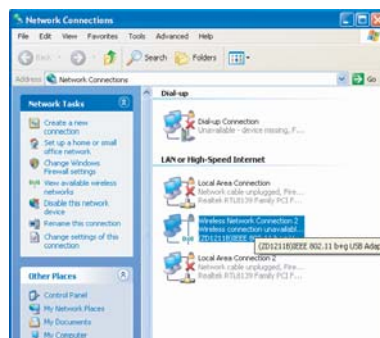 Network Connections
File Edit View Favorites Tools Advanced Help
Back Search Folders
Address Network Connections Go
Network Tasks
Create a new
connection
Set up a home or small
office network
Change Windows
Firewall settings
View available wireless
networks
Disable this network
device
Rename this connection
Change settings of this
connection
Other Places
Control Panel
My Network Places
My Documents
My Computer
Dial-up
Dial-up Connection
Unavailable - device missing, F...
LAN or High-Speed Internet
Local Area Connection
Network cable unplugged, Fire...
Realtek RTL8139 Family PCI F...
Wireless Network Connection 2
Wireless connection unavailabl...
(ZD1211B)IEEE 802.11 b+g USB Adap
Local Area Connection 2
Network cable unplugged, Fire...
Realtek RTL8139 Family PCI F...